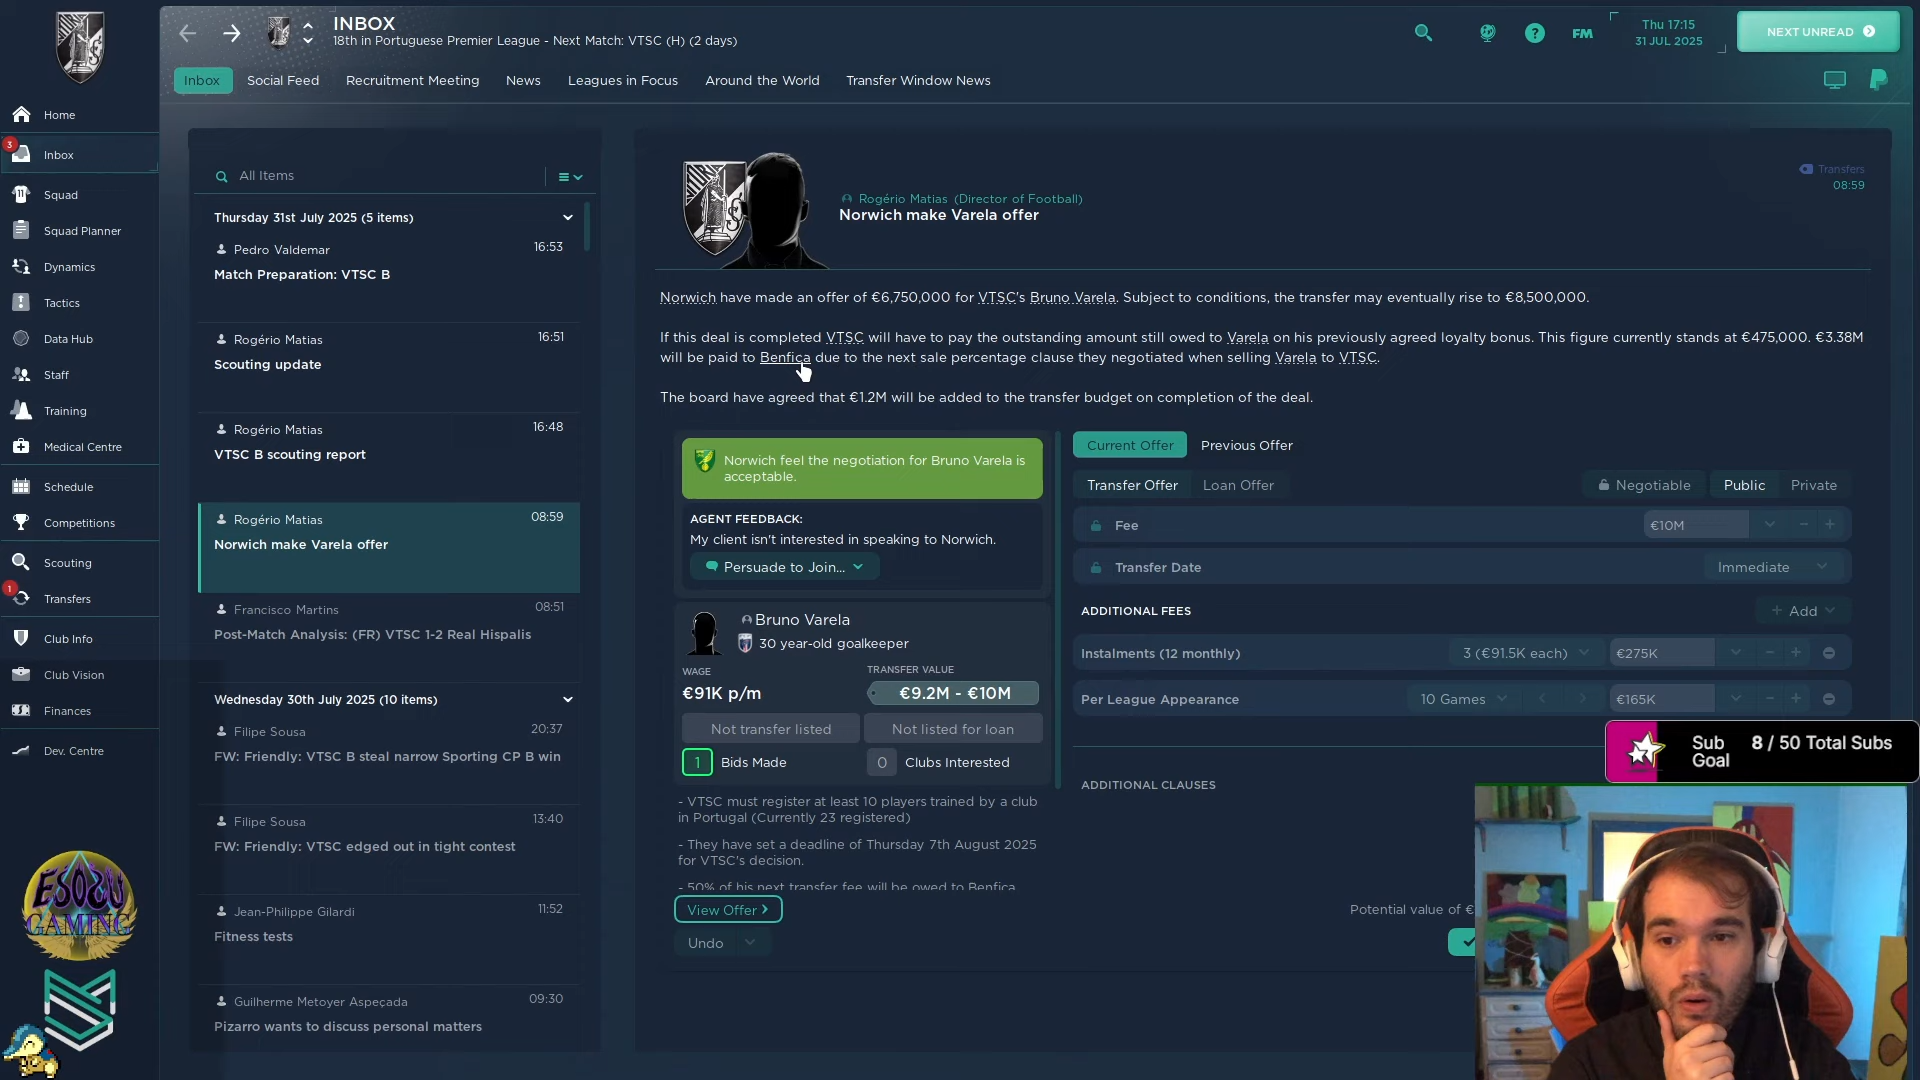 INBOX
18th in Portuguese Premier League - Next Match: VTSC (H) (2 days)
FM
Thu 17:15
31 JUL 2025
NEXT UNREAD
Inbox
Social Feed
Recruitment Meeting
News
Leagues in Focus
Around the World
Transfer Window News
Home
3
Inbox
Squad
Squad Planner
Dynamics
Tactics
Data Hub
Staff
Training
Medical Centre
Schedule
Competitions
Scouting
1
Transfers
Club Info
Club Vision
Finances
Dev. Centre
ESOSU
GAMING
All Items
Thursday 31st July 2025 (5 items)
Pedro Valdemar 16:53
Match Preparation: VTSC B
Rogério Matias 16:51
Scouting update
Rogério Matias 16:48
VTSC B scouting report
Rogério Matias 08:59
Norwich make Varela offer
Francisco Martins 08:51
Post-Match Analysis: (FR) VTSC 1-2 Real Hispalis
Wednesday 30th July 2025 (10 items)
Filipe Sousa 20:37
FW: Friendly: VTSC B steal narrow Sporting CP B win
Filipe Sousa 13:40
FW: Friendly: VTSC edged out in tight contest
Jean-Philippe Gilardi 11:52
Fitness tests
Guilherme Metoyer Aspeçada 09:30
Pizarro wants to discuss personal matters
Transfers
08:59
Rogério Matias (Director of Football)
Norwich make Varela offer
Norwich have made an offer of €6,750,000 for VTSC's Bruno Varela. Subject to conditions, the transfer may eventually rise to €8,500,000.
If this deal is completed VTSC will have to pay the outstanding amount still owed to Varela on his previously agreed loyalty bonus. This figure currently stands at €475,000. €3.38M
will be paid to Benfica due to the next sale percentage clause they negotiated when selling Varela to VTSC.
The board have agreed that €1.2M will be added to the transfer budget on completion of the deal.
Norwich feel the negotiation for Bruno Varela is
acceptable.
AGENT FEEDBACK:
My client isn't interested in speaking to Norwich.
Persuade to Join...
Bruno Varela
30 year-old goalkeeper
WAGE
€91K p/m
TRANSFER VALUE
€9.2M - €10M
Not transfer listed
Not listed for loan
1 Bids Made
0 Clubs Interested
- VTSC must register at least 10 players trained by a club
in Portugal (Currently 23 registered)
- They have set a deadline of Thursday 7th August 2025
for VTSC's decision.
- 50% of his next transfer fee will be owed to Benfica
View Offer
Undo
Current Offer
Previous Offer
Transfer Offer
Loan Offer
Negotiable
Public
Private
Fee €10M
Transfer Date Immediate
ADDITIONAL FEES
+ Add
Instalments (12 monthly) 3 (€91.5K each) €275K
Per League Appearance 10 Games €165K
ADDITIONAL CLAUSES
Potential value of €
Sub
Goal
8 / 50 Total Subs